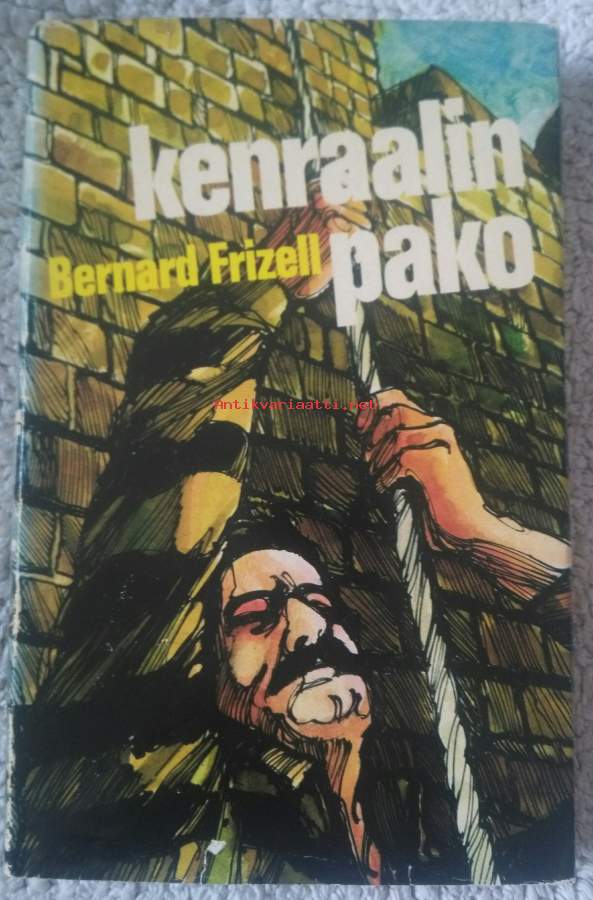 kenraalin
pako
Bernard Frizell
Antikvariaatti.net